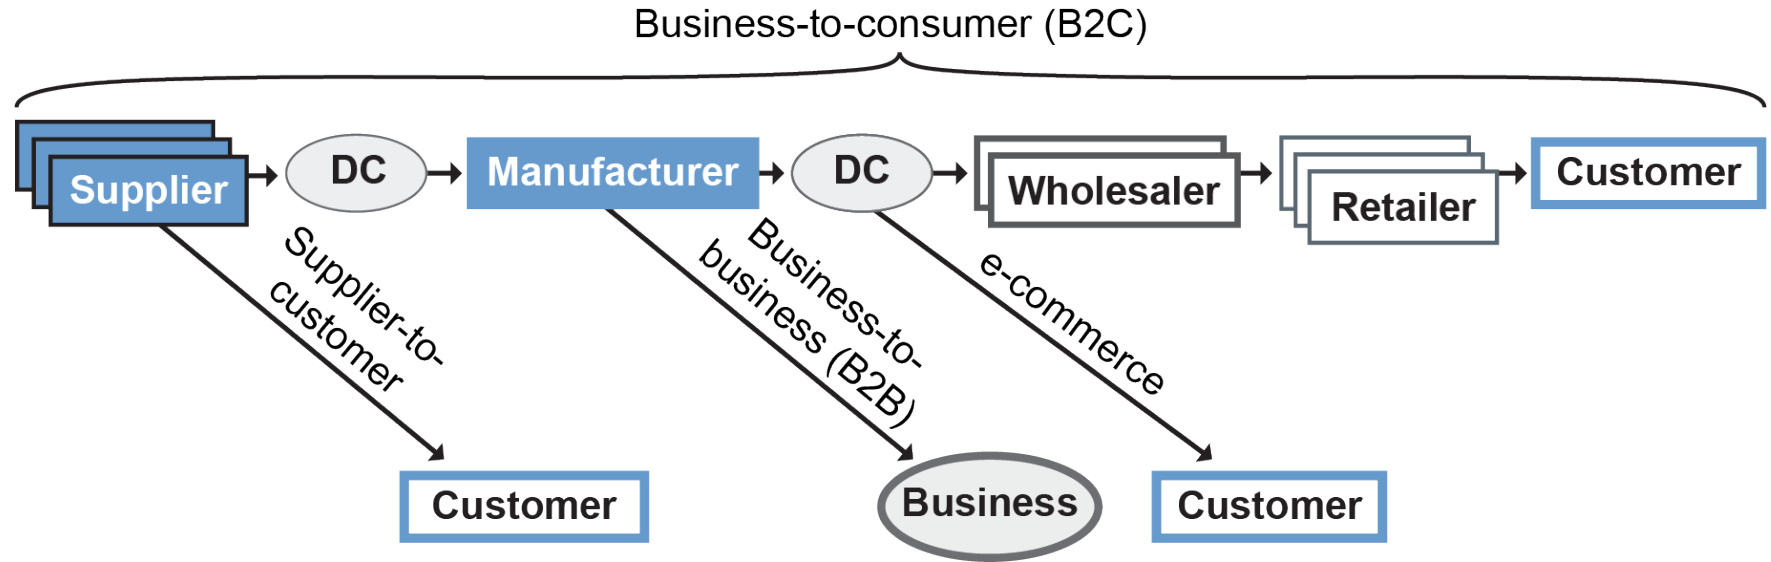 Business-to-consumer (B2C)
Supplier
DC
Manufacturer
DC
Wholesaler
Retailer
Customer
Supplier-to-
customer
Business-to-
business (B2B)
e-commerce
Customer
Business
Customer